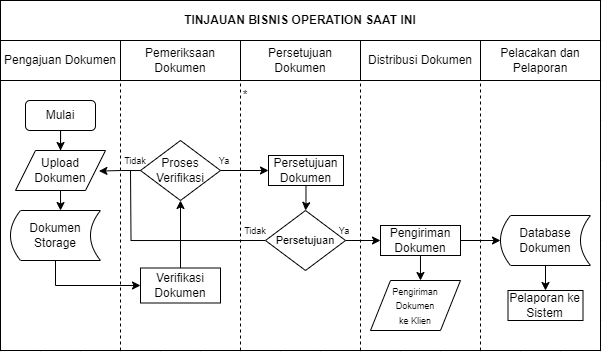 TINJAUAN BISNIS OPERATION SAAT INI
Pengajuan Dokumen
Pemeriksaan
Dokumen
Persetujuan
Dokumen
Distribusi Dokumen
Pelacakan dan
Pelaporan
*
Mulai
Upload
Dokumen
Tidak
Proses
Verifikasi
Ya
Persetujuan
Dokumen
Dokumen
Storage
Tidak
Persetujuan
Ya
Pengiriman
Dokumen
Database
Dokumen
Verifikasi
Dokumen
Pengiriman
Dokumen
ke Klien
Pelaporan ke
Sistem